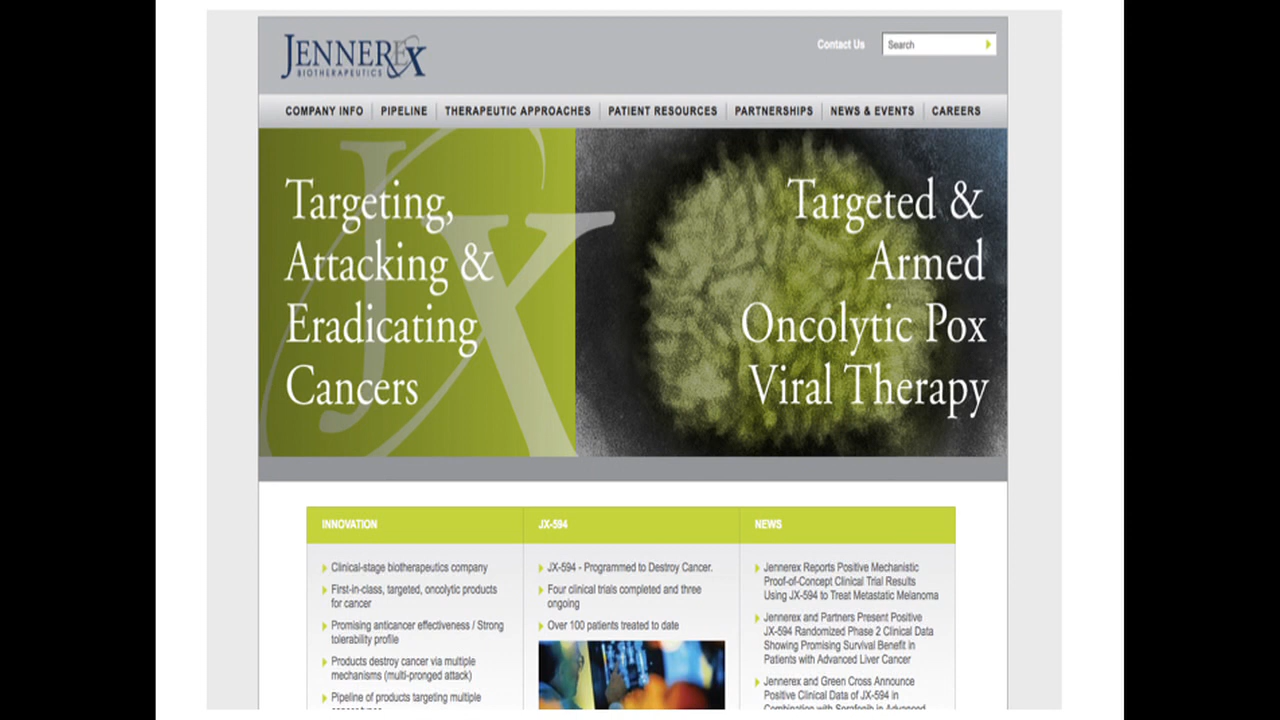 JENNEREX
BIOTHERAPEUTICS
Contact Us
Search
COMPANY INFO
PIPELINE
THERAPEUTIC APPROACHES
PATIENT RESOURCES
PARTNERSHIPS
NEWS & EVENTS
CAREERS
Targeting,
Attacking &
Eradicating
Cancers
Targeted &
Armed
Oncolytic Pox
Viral Therapy
INNOVATION
Clinical-stage biotherapeutics company
First-in-class, targeted, oncolytic products
for cancer
Promising anticancer effectiveness / Strong
tolerability profile
Products destroy cancer via multiple
mechanisms (multi-pronged attack)
Pipeline of products targeting multiple
JX-594
JX-594 - Programmed to Destroy Cancer.
Four clinical trials completed and three
ongoing
Over 100 patients treated to date
NEWS
Jennerex Reports Positive Mechanistic
Proof-of-Concept Clinical Trial Results
Using JX-594 to Treat Metastatic Melanoma
Jennerex and Partners Present Positive
JX-594 Randomized Phase 2 Clinical Data
Showing Promising Survival Benefit in
Patients with Advanced Liver Cancer
Jennerex and Green Cross Announce
Positive Clinical Data of JX-594 in
Combination with Sorafenib in Advanced